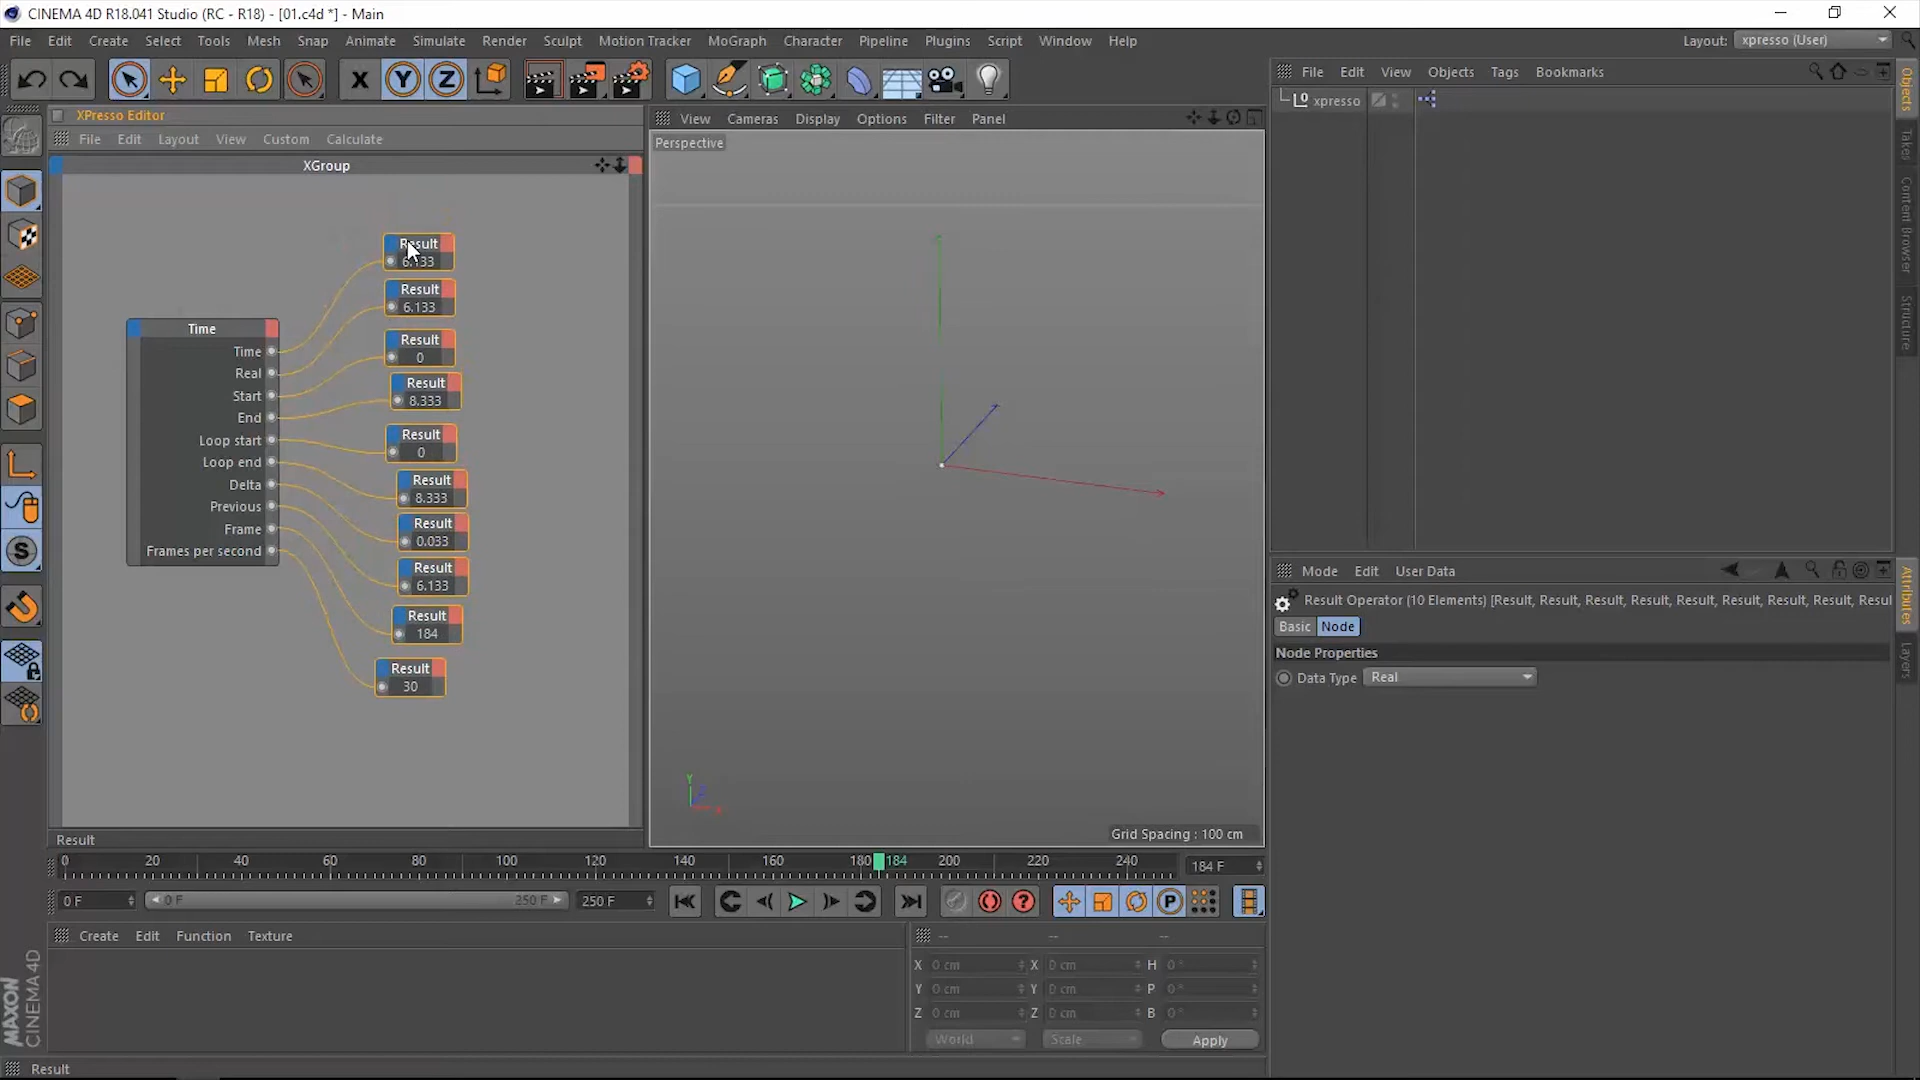 CINEMA 4D R18.041 Studio (RC - R18) - [01.c4d *] - Main
File Edit Create Select Tools Mesh Snap Animate Simulate Render Sculpt Motion Tracker MoGraph Character Pipeline Plugins Script Window Help
Layout: xpresso (User)
X Y Z
File Edit View Objects Tags Bookmarks
XPresso Editor
xpresso
File Edit Layout View Custom Calculate
View Cameras Display Options Filter Panel
XGroup
Perspective
Result
6.133
Result
6.133
Result
0
Result
8.333
Result
0
Result
8.333
Result
0.033
Result
6.133
Result
184
Result
30
Time
Time
Real
Start
End
Loop start
Loop end
Delta
Previous
Frame
Frames per second
Y
Grid Spacing : 100 cm
Result
Objects
Takes
Content Browser
Structure
Mode Edit User Data
Result Operator (10 Elements) [Result, Result, Result, Result, Result, Result, Result, Result, Resul
Basic Node
Node Properties
Data Type Real
Attributes
Layers
0 20 40 60 80 100 120 140 160 180 184 200 220 240
184 F
0 F 0 F 250 F 250 F
P
Create Edit Function Texture
-- -- --
X 0 cm X 0 cm H 0 °
Y 0 cm Y 0 cm P 0 °
Z 0 cm Z 0 cm B 0 °
World Scale Apply
MAXON
CINEMA 4D
Result